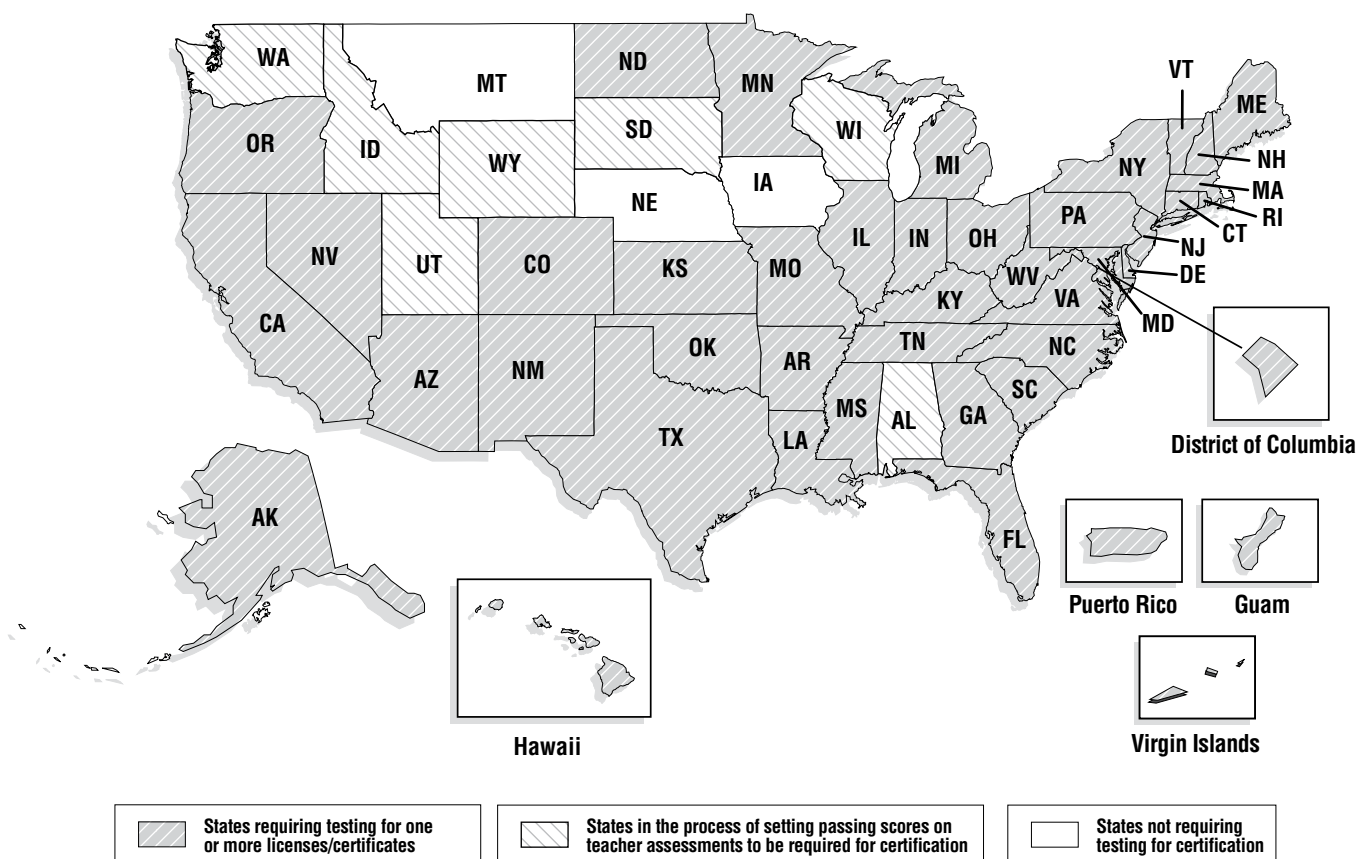 WA
MT
ND
MN
VT
ME
OR
ID
WY
SD
WI
MI
NY
NH
MA
RI
CT
NE
IA
PA
NJ
DE
NV
UT
CO
KS
MO
IL
IN
OH
WV
KY
VA
MD
CA
AZ
NM
OK
AR
TN
NC
SC
TX
LA
MS
AL
GA
District of Columbia
AK
FL
Puerto Rico
Guam
Hawaii
Virgin Islands
States requiring testing for one
or more licenses/certificates
States in the process of setting passing scores on
teacher assessments to be required for certification
States not requiring
testing for certification